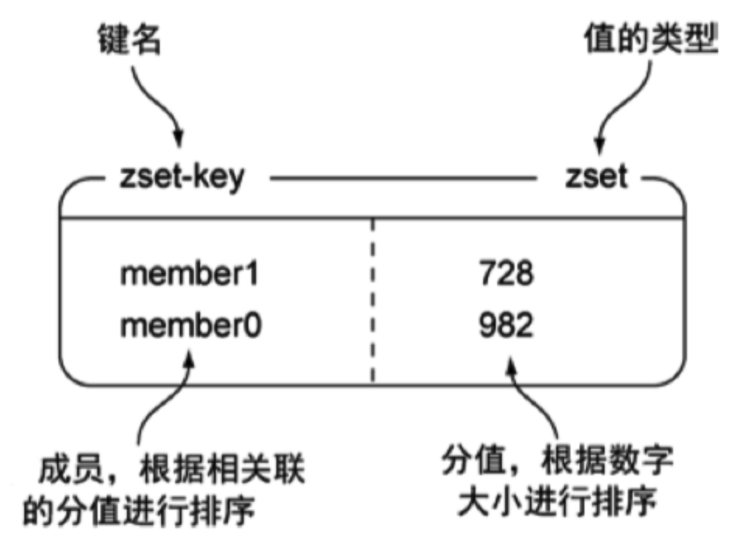 键名
值的类型
zset-key
zset
member1
728
member0
982
成员，根据相关联
的分值进行排序
分值，根据数字
大小进行排序